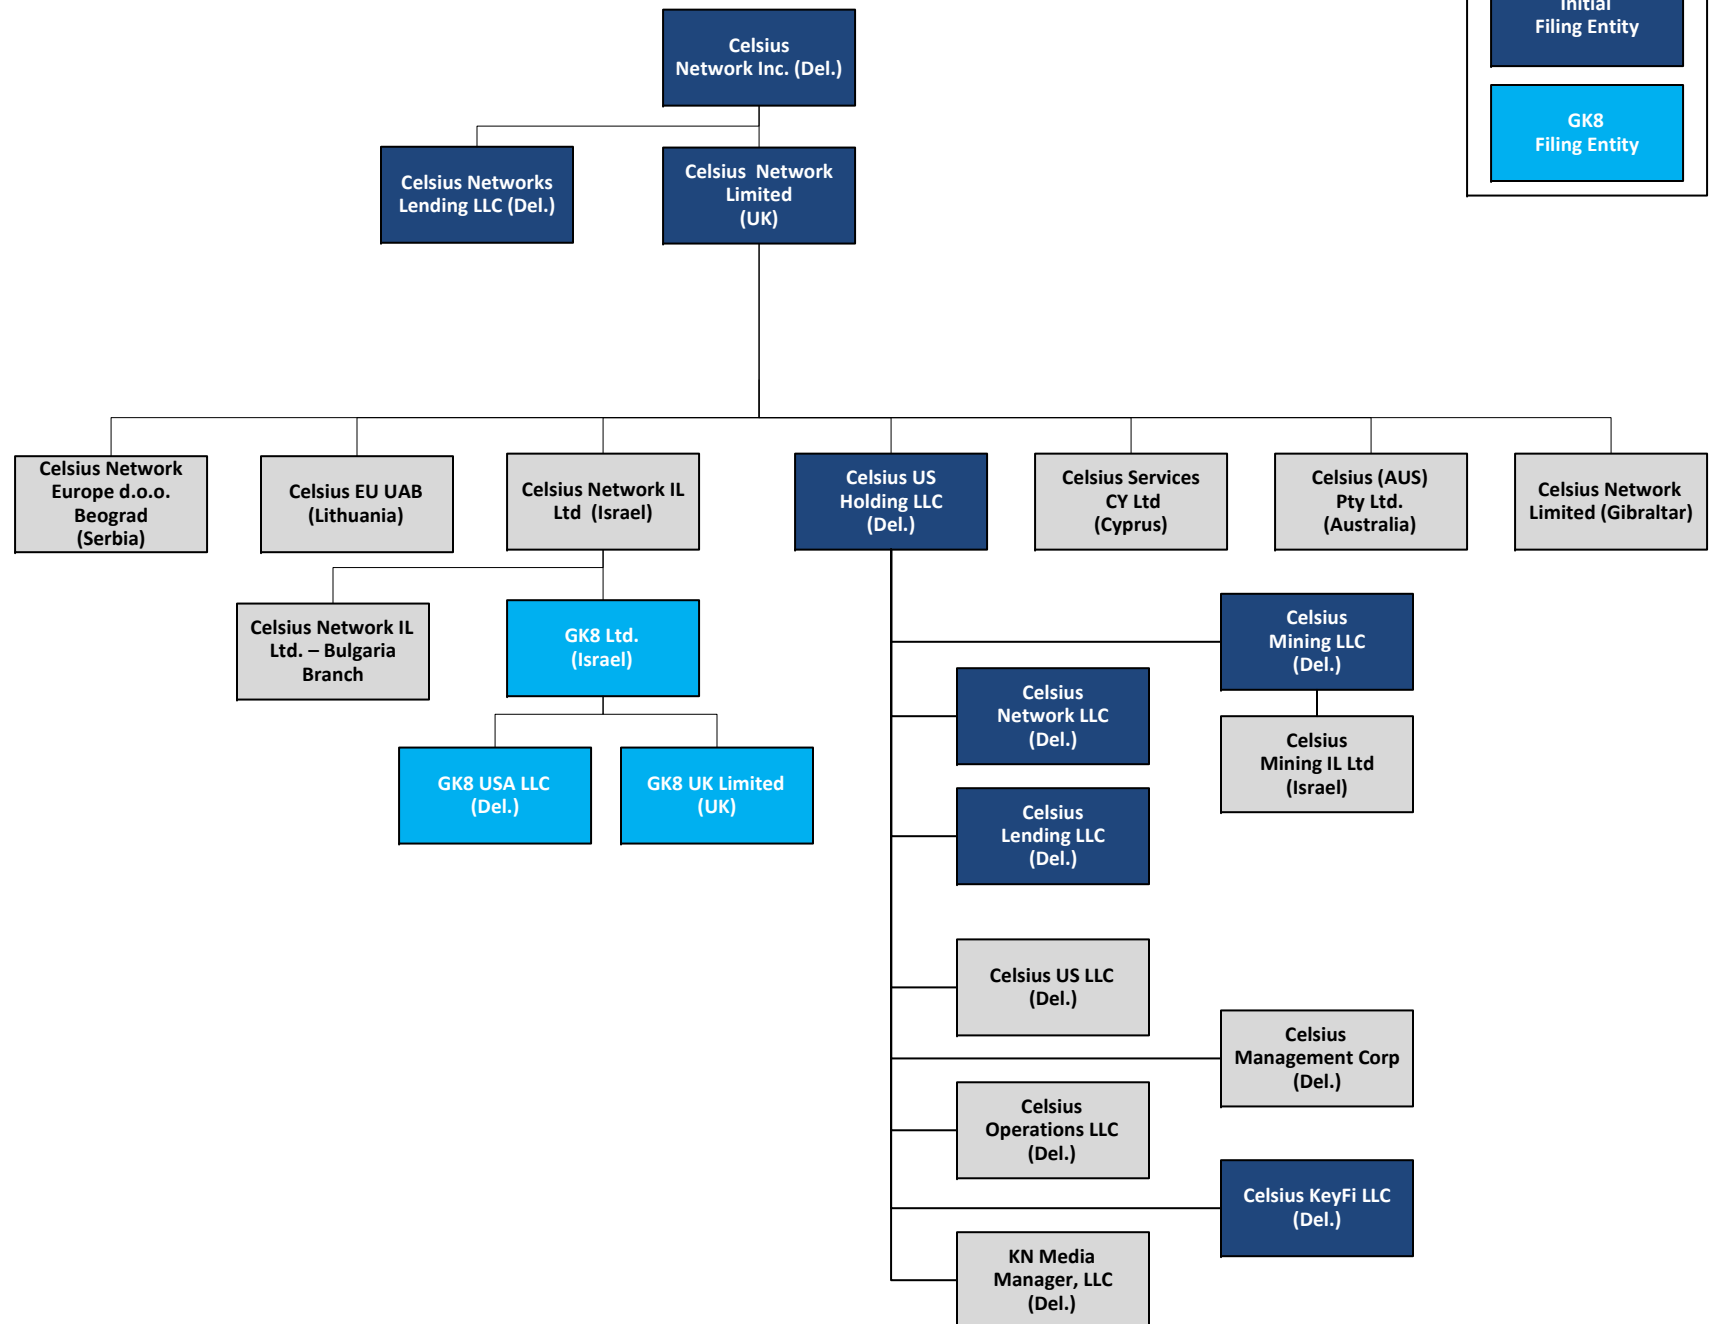 Initial
Filing Entity
GK8
Filing Entity
Celsius
Network Inc. (Del.)
Celsius Networks
Lending LLC (Del.)
Celsius Network
Limited
(UK)
Celsius Network
Europe d.o.o.
Beograd
(Serbia)
Celsius EU UAB
(Lithuania)
Celsius Network IL
Ltd (Israel)
Celsius US
Holding LLC
(Del.)
Celsius Services
CY Ltd
(Cyprus)
Celsius (AUS)
Pty Ltd.
(Australia)
Celsius Network
Limited (Gibraltar)
Celsius Network IL
Ltd. – Bulgaria
Branch
GK8 Ltd.
(Israel)
GK8 USA LLC
(Del.)
GK8 UK Limited
(UK)
Celsius
Mining LLC
(Del.)
Celsius
Network LLC
(Del.)
Celsius
Mining IL Ltd
(Israel)
Celsius
Lending LLC
(Del.)
Celsius US LLC
(Del.)
Celsius
Management Corp
(Del.)
Celsius
Operations LLC
(Del.)
Celsius KeyFi LLC
(Del.)
KN Media
Manager, LLC
(Del.)